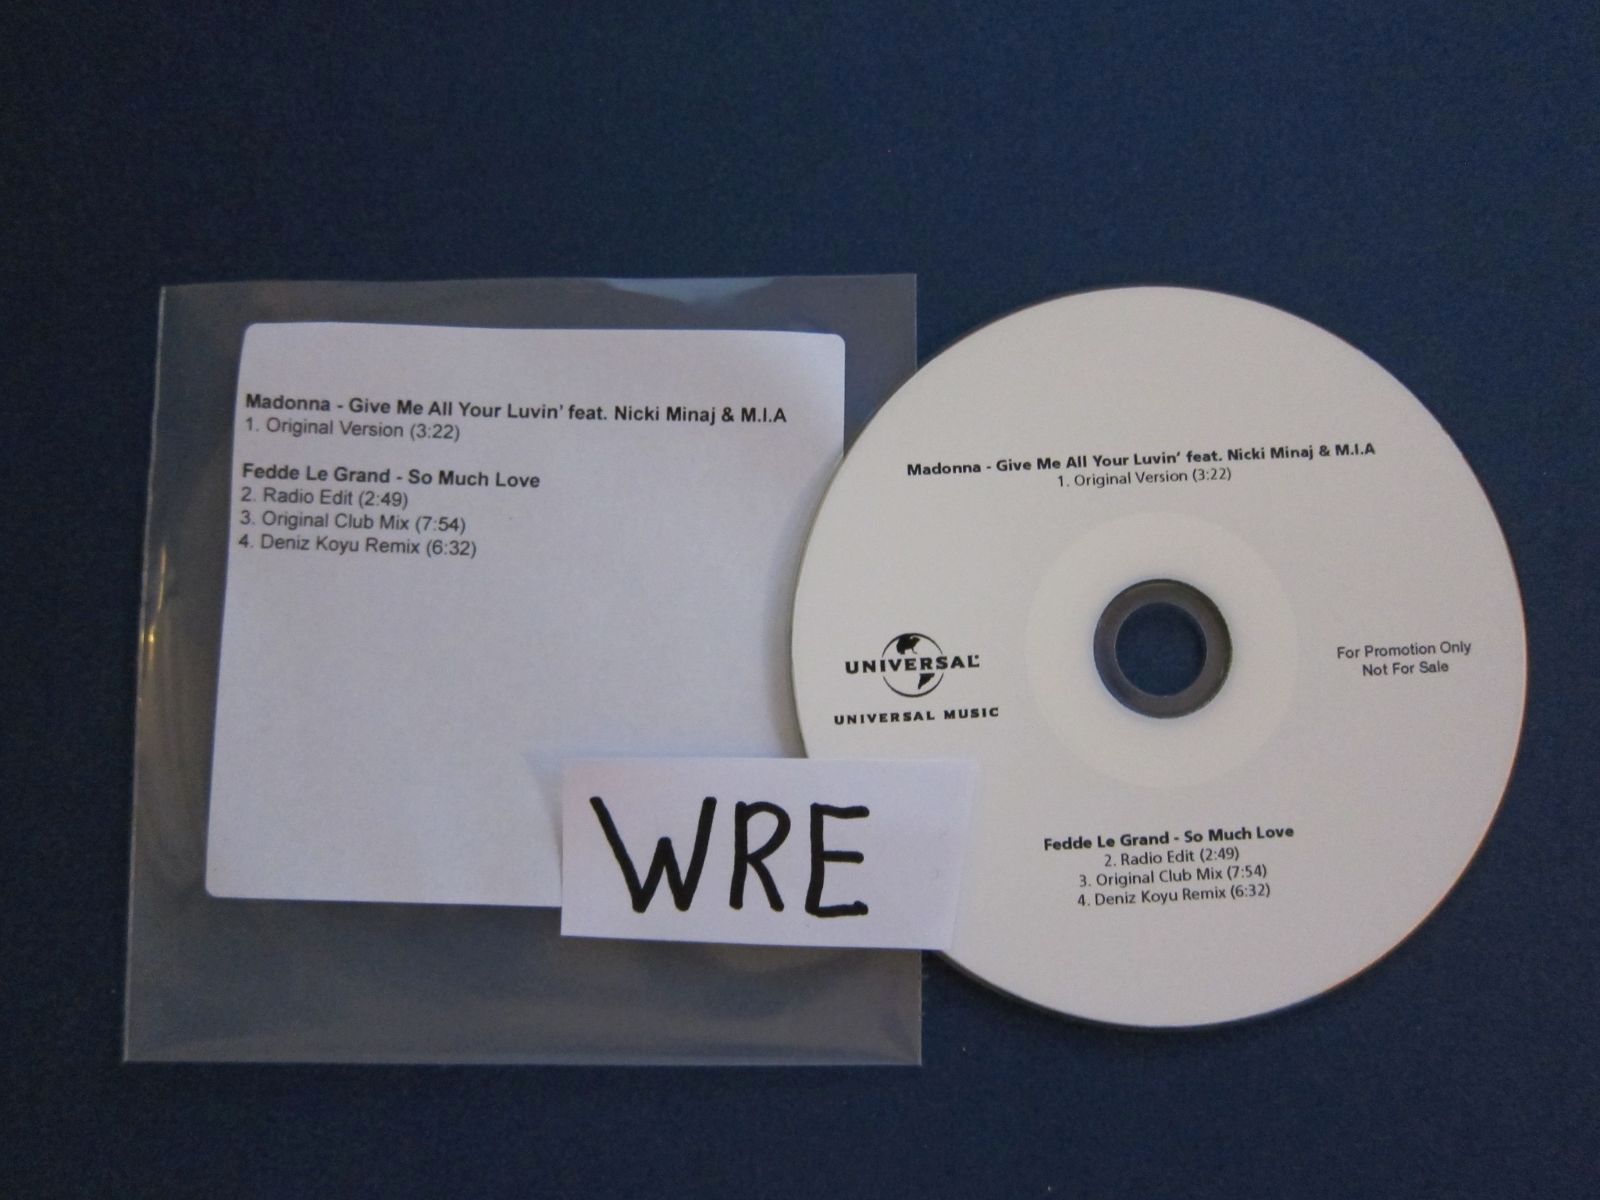 Madonna - Give Me All Your Luvin' feat. Nicki Minaj & M.I.A
1. Original Version (3:22)
Fedde Le Grand - So Much Love
2. Radio Edit (2:49)
3. Original Club Mix (7:54)
4. Deniz Koyu Remix (6:32)
WRE
Madonna - Give Me All Your Luvin' feat. Nicki Minaj & M.I.A
1. Original Version (3:22)
UNIVERSAL
UNIVERSAL MUSIC
For Promotion Only
Not For Sale
Fedde Le Grand - So Much Love
2. Radio Edit (2:49)
3. Original Club Mix (7:54)
4. Deniz Koyu Remix (6:32)